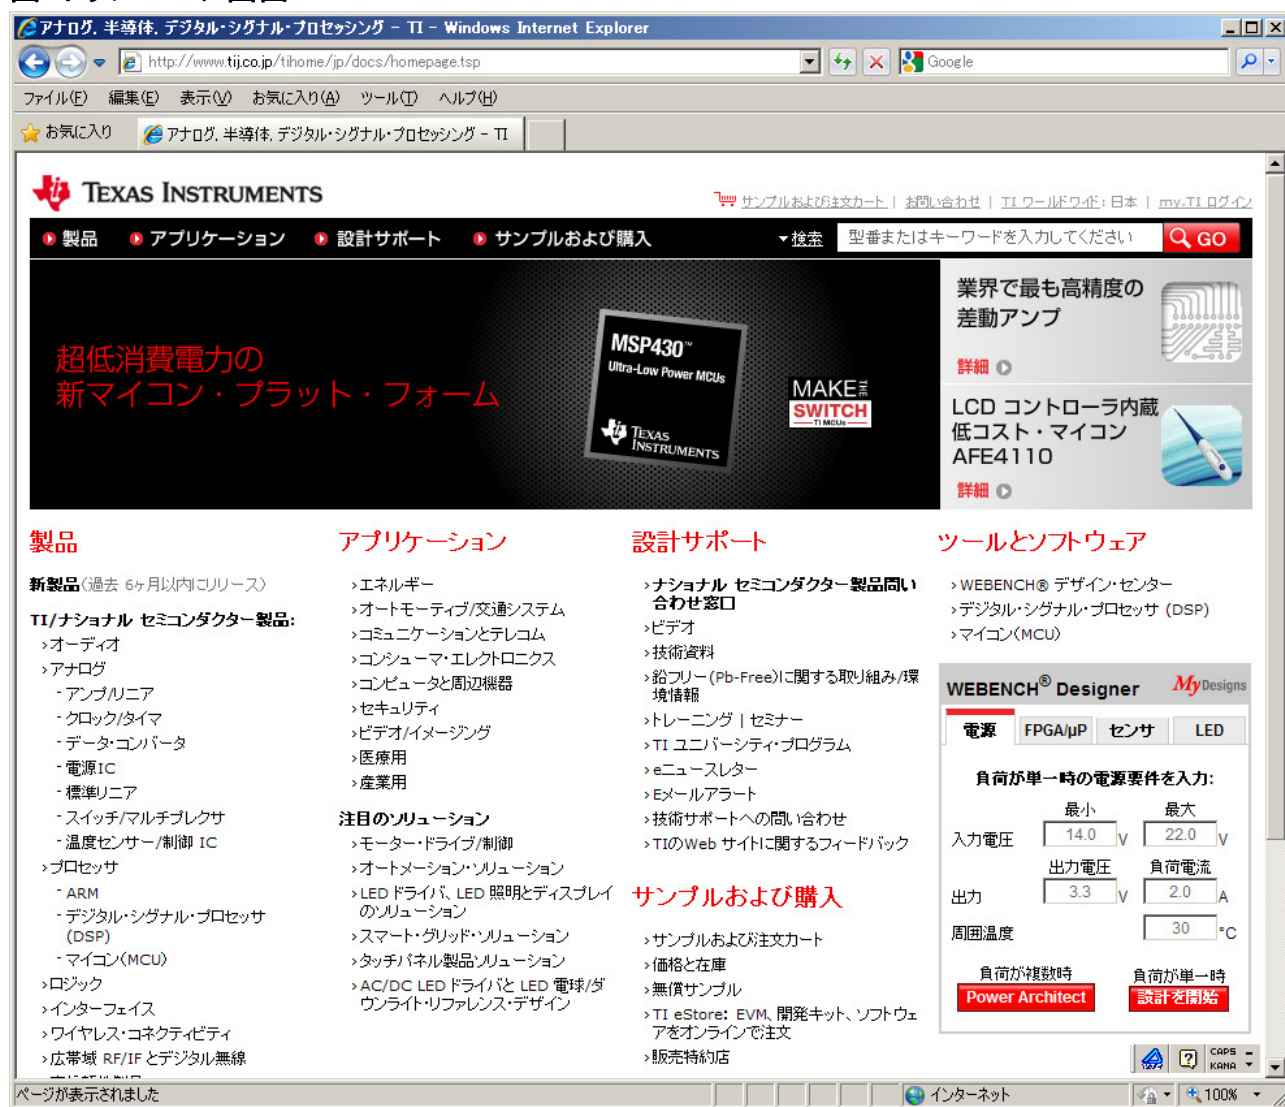 アナログ, 半導体, デジタル・シグナル・プロセッシング - TI - Windows Internet Explorer
http://www.tij.co.jp/tihome/jp/docs/homepage.tsp
Google
ファイル(F) 編集(E) 表示(V) お気に入り(A) ツール(T) ヘルプ(H)
お気に入り
アナログ, 半導体, デジタル・シグナル・プロセッシング - TI
TEXAS INSTRUMENTS
サンプルおよび注文カート | お問い合わせ | TI ワールドワイド: 日本 | my.TI ログイン
製品 アプリケーション 設計サポート サンプルおよび購入
検索 型番またはキーワードを入力してください GO
超低消費電力の
新マイコン・プラット・フォーム
MSP430™
Ultra-Low Power MCUs
TEXAS
INSTRUMENTS
MAKE THE
SWITCH
TI MCUs
業界で最も高精度の
差動アンプ
詳細
LCD コントローラ内蔵
低コスト・マイコン
AFE4110
詳細
製品
新製品(過去 6ヶ月以内にリリース)
TI/ナショナル セミコンダクター製品:
›オーディオ
›アナログ
- アンプ/リニア
- クロック/タイマ
- データ・コンバータ
- 電源IC
- 標準リニア
- スイッチ/マルチプレクサ
- 温度センサー/制御 IC
›プロセッサ
- ARM
- デジタル・シグナル・プロセッサ
(DSP)
- マイコン(MCU)
›ロジック
›インターフェイス
›ワイヤレス・コネクティビティ
›広帯域 RF/IF とデジタル無線
アプリケーション
›エネルギー
›オートモーティブ/交通システム
›コミュニケーションとテレコム
›コンシューマ・エレクトロニクス
›コンピュータと周辺機器
›セキュリティ
›ビデオ/イメージング
›医療用
›産業用
注目のソリューション
›モーター・ドライブ/制御
›オートメーション・ソリューション
›LED ドライバ、LED 照明とディスプレイ
のソリューション
›スマート・グリッド・ソリューション
›タッチパネル製品ソリューション
›AC/DC LED ドライバと LED 電球/ダ
ウンライト・リファレンス・デザイン
設計サポート
›ナショナル セミコンダクター製品問い
合わせ窓口
›ビデオ
›技術資料
›鉛フリー(Pb-Free)に関する取り組み/環
境情報
›トレーニング | セミナー
›TI ユニバーシティ・プログラム
›eニュースレター
›Eメールアラート
›技術サポートへの問い合わせ
›TIのWeb サイトに関するフィードバック
サンプルおよび購入
›サンプルおよび注文カート
›価格と在庫
›無償サンプル
›TI eStore: EVM、開発キット、ソフトウェ
アをオンラインで注文
›販売特約店
ツールとソフトウェア
›WEBENCH® デザイン・センター
›デジタル・シグナル・プロセッサ (DSP)
›マイコン(MCU)
WEBENCH® Designer MyDesigns
電源 FPGA/μP センサ LED
負荷が単一時の電源要件を入力:
最小 最大
入力電圧 14.0 V 22.0 V
出力電圧 負荷電流
出力 3.3 V 2.0 A
周囲温度 30 °C
負荷が複数時 負荷が単一時
Power Architect 設計を開始
CAPS
KANA
ページが表示されました インターネット 100%